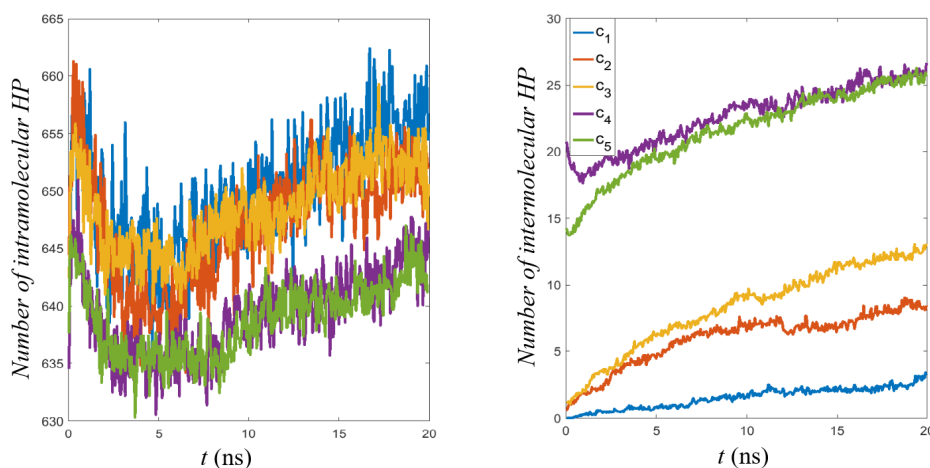 Number of intramolecular HP
665
660
655
650
645
640
635
630
0 5 10 15 20
t (ns)
Number of intermolecular HP
30
25
20
15
10
5
0
c1
c2
c3
c4
c5
0 5 10 15 20
t (ns)